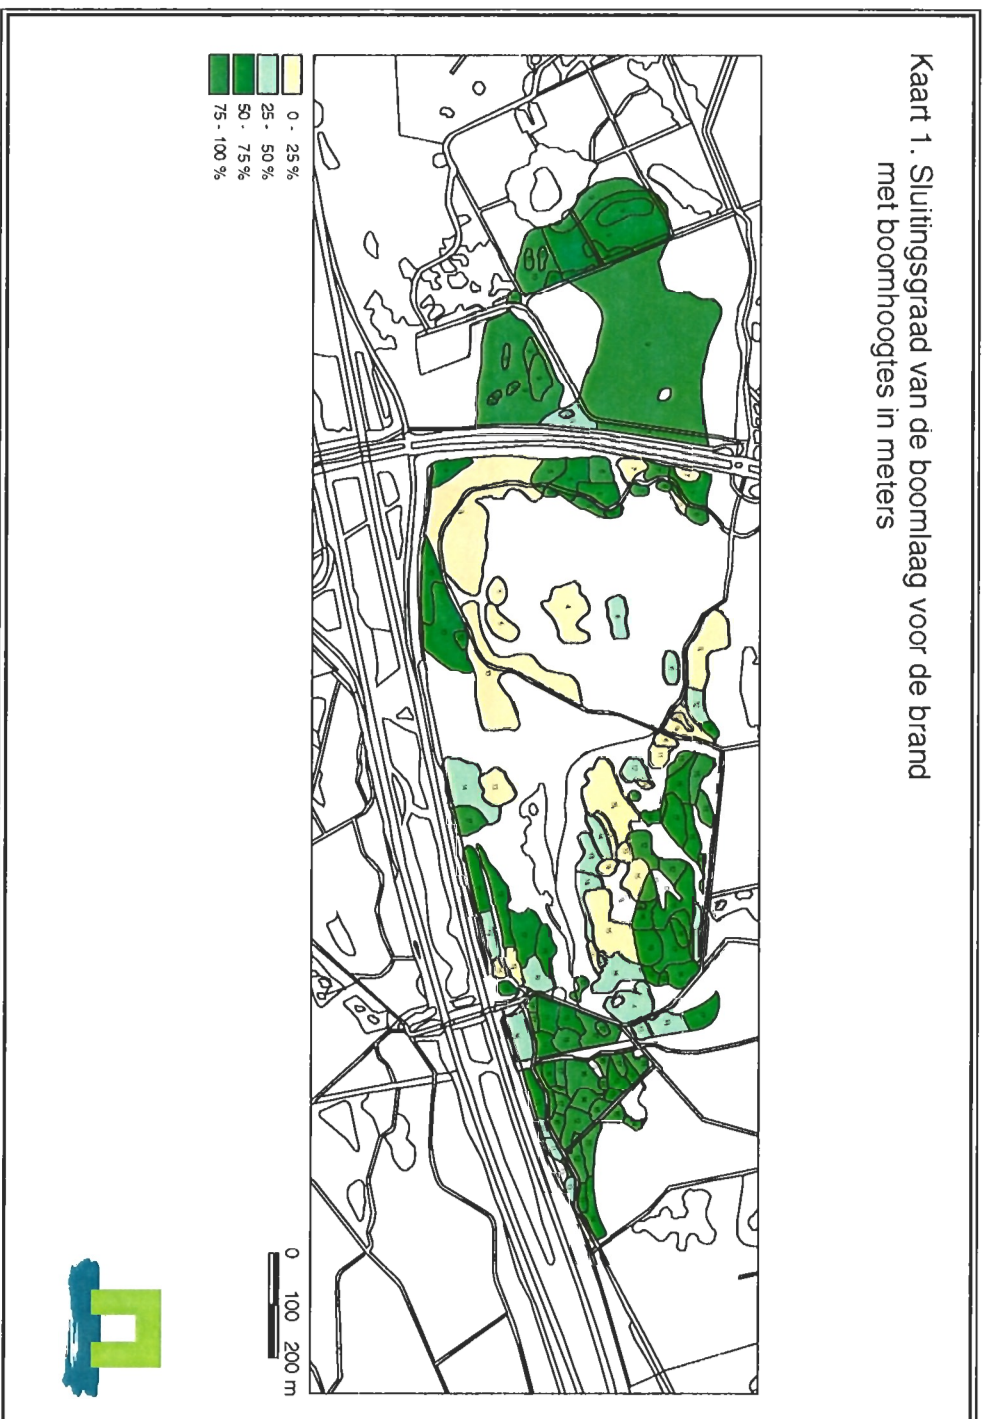 Kaart 1. Sluitingsgraad van de boomlaag voor de brand
met boomhoogtes in meters
0 - 25 %
25 - 50 %
50 - 75 %
75 - 100 %
0 100 200 m